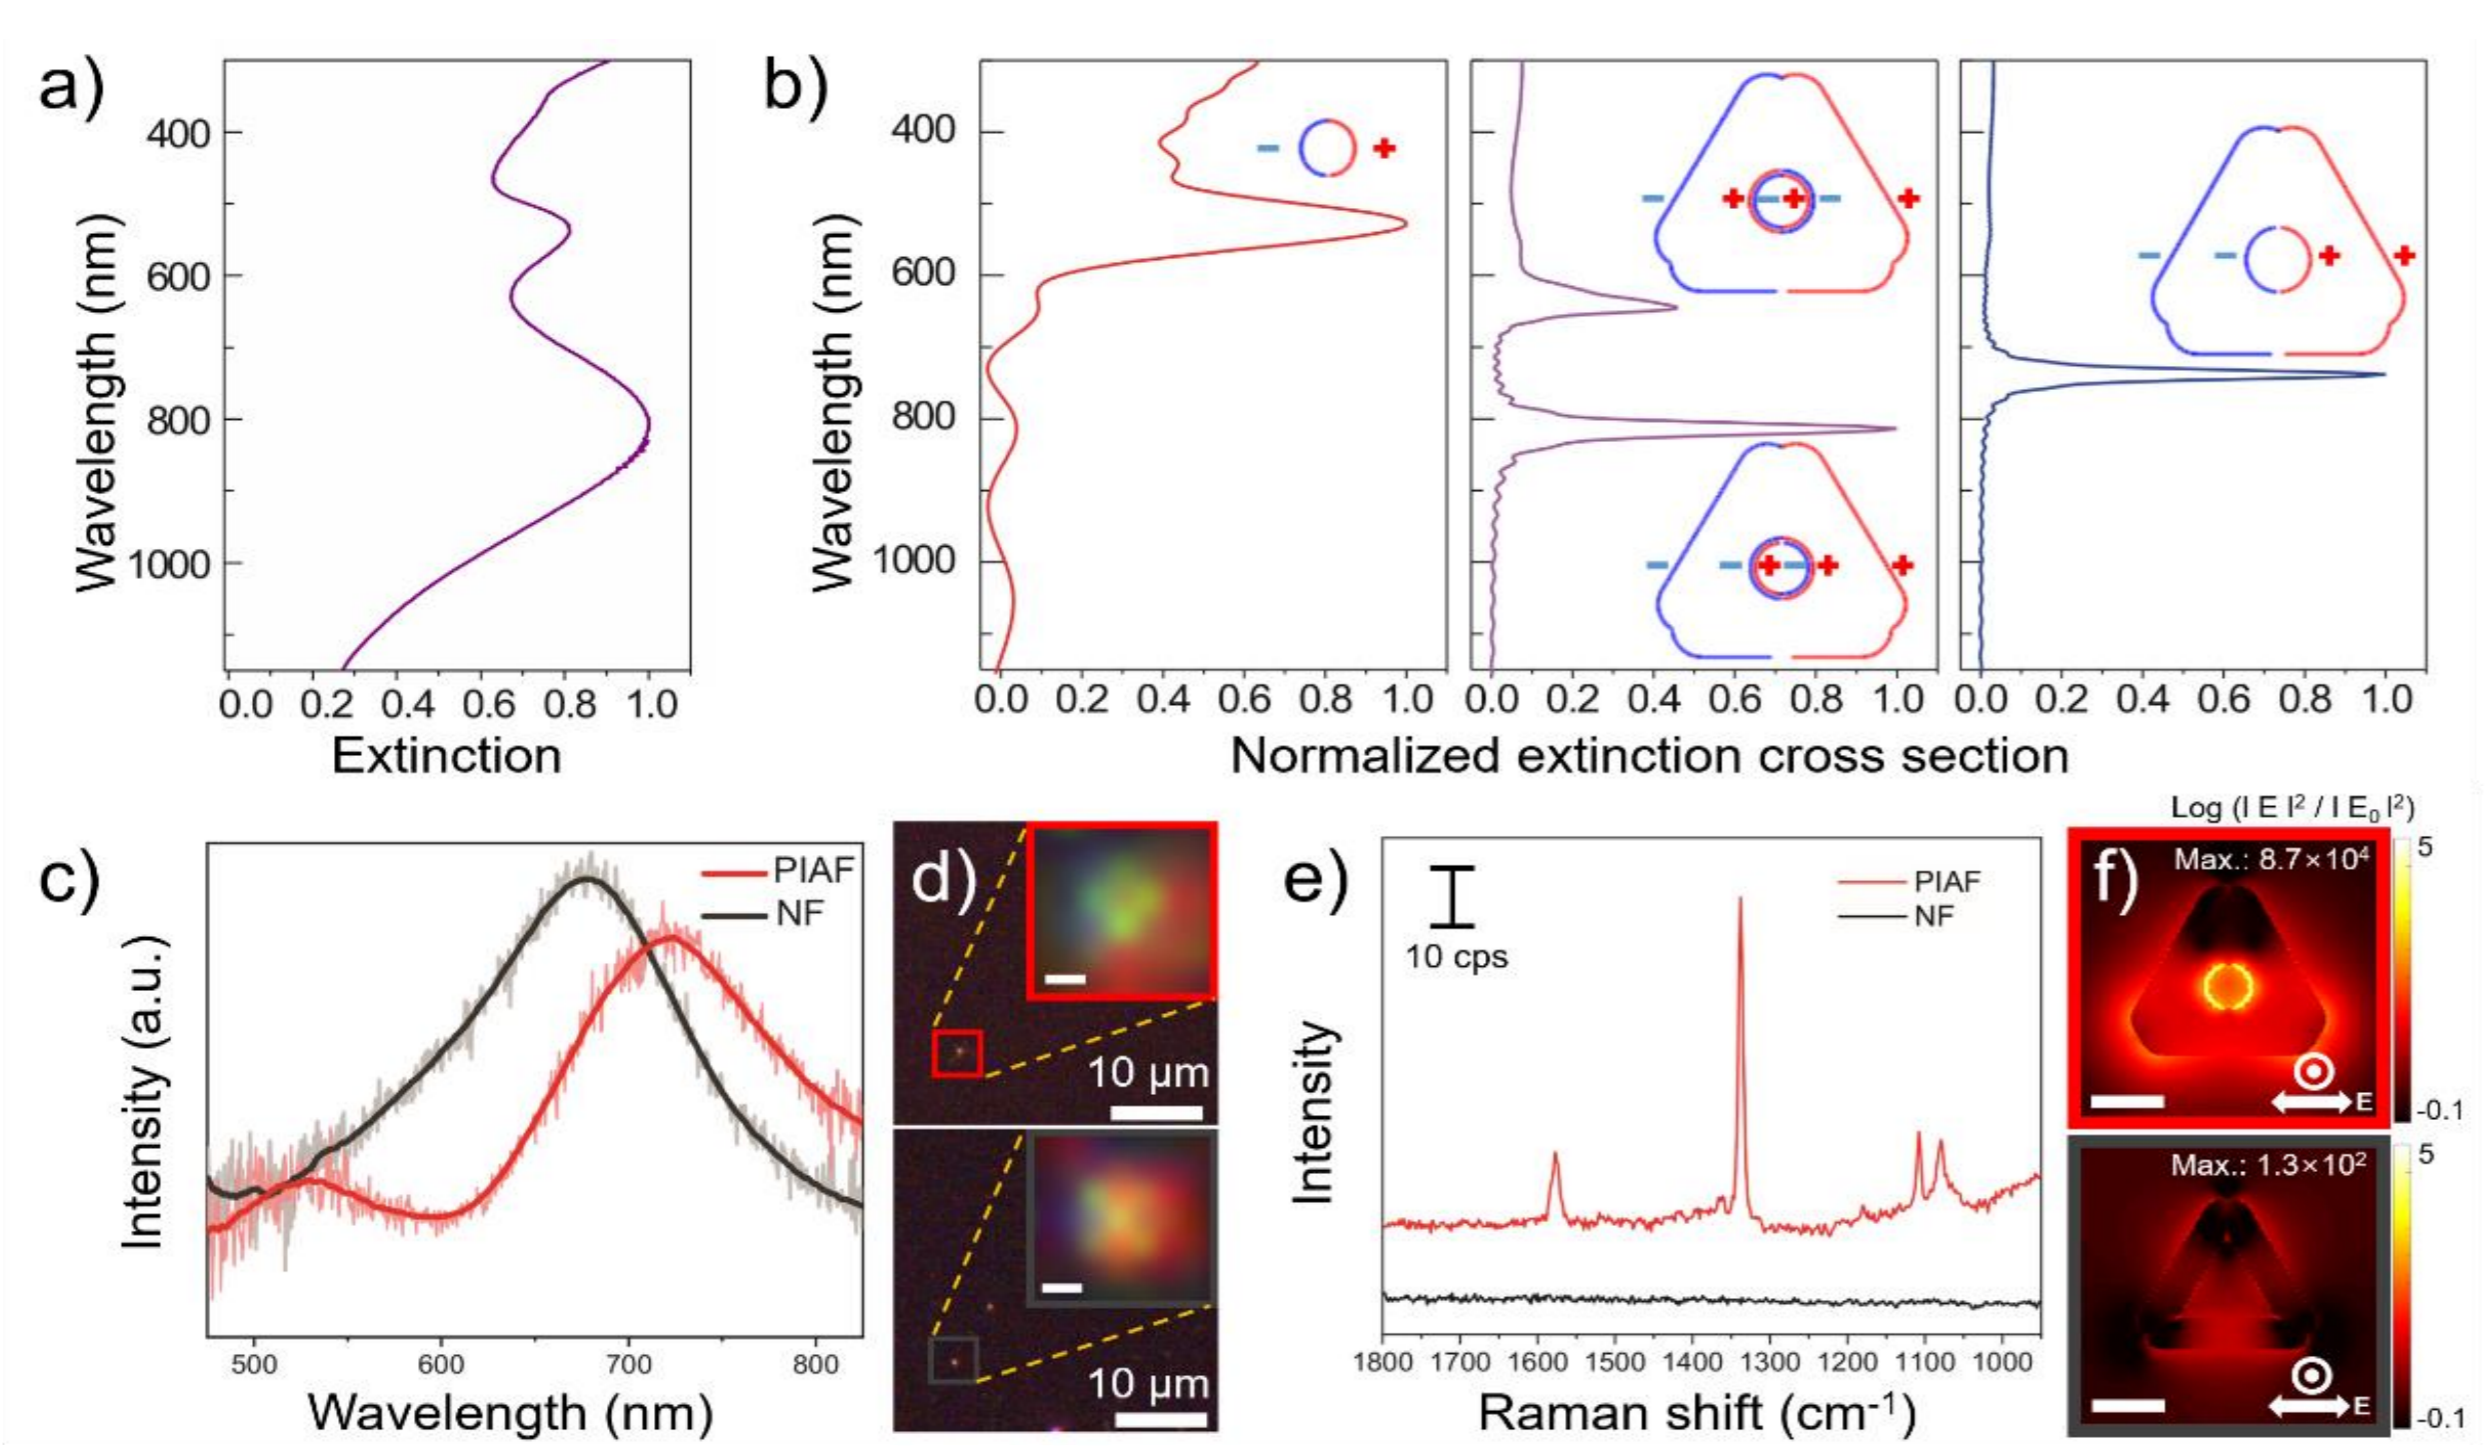 a)
400
600
800
1000
Wavelength (nm)
0.0 0.2 0.4 0.6 0.8 1.0
Extinction
b)
400
600
800
1000
Wavelength (nm)
− +
− + − + − +
− − + − + +
− − + +
0.0 0.2 0.4 0.6 0.8 1.0
0.0 0.2 0.4 0.6 0.8 1.0
0.0 0.2 0.4 0.6 0.8 1.0
Normalized extinction cross section
c)
PIAF
NF
Intensity (a.u.)
500 600 700 800
Wavelength (nm)
d)
10 µm
10 µm
e)
10 cps
PIAF
NF
Intensity
1800 1700 1600 1500 1400 1300 1200 1100 1000
Raman shift (cm⁻¹)
Log (I E I² / I E₀ I²)
f)
Max.: 8.7×10⁴
E
5
-0.1
Max.: 1.3×10²
E
5
-0.1